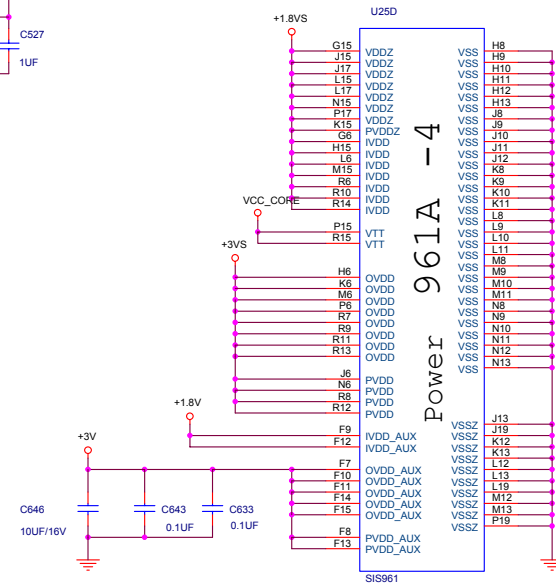 U25D
+1.8VS
C527
1UF
G15 VDDZ VSS H8
J15 VDDZ VSS H9
J17 VDDZ VSS H10
L15 VDDZ VSS H11
L17 VDDZ VSS H12
N15 VDDZ VSS H13
P17 VDDZ VSS J8
K15 PVDDZ VSS J9
G6 IVDD VSS J10
H15 IVDD VSS J11
L6 IVDD VSS J12
M15 IVDD VSS K8
R6 IVDD VSS K9
R10 IVDD VSS K10
R14 IVDD VSS K11
VSS L8
VCC_CORE
P15 VTT VSS L9
R15 VTT VSS L10
VSS L11
+3VS
VSS M8
H6 OVDD VSS M9
K6 OVDD VSS M10
M6 OVDD VSS M11
P6 OVDD VSS N8
R7 OVDD VSS N9
R9 OVDD VSS N10
R11 OVDD VSS N11
R13 OVDD VSS N12
VSS N13
J6 PVDD
N6 PVDD
R8 PVDD
R12 PVDD
Power 961A -4
+1.8V
F9 IVDD_AUX
F12 IVDD_AUX
VSSZ J13
VSSZ J19
VSSZ K12
VSSZ K13
VSSZ L12
VSSZ L13
VSSZ L19
VSSZ M12
VSSZ M13
VSSZ P19
+3V
F7 OVDD_AUX
F10 OVDD_AUX
F11 OVDD_AUX
F14 OVDD_AUX
F15 OVDD_AUX
F8 PVDD_AUX
F13 PVDD_AUX
C646
10UF/16V
C643
0.1UF
C633
0.1UF
SIS961